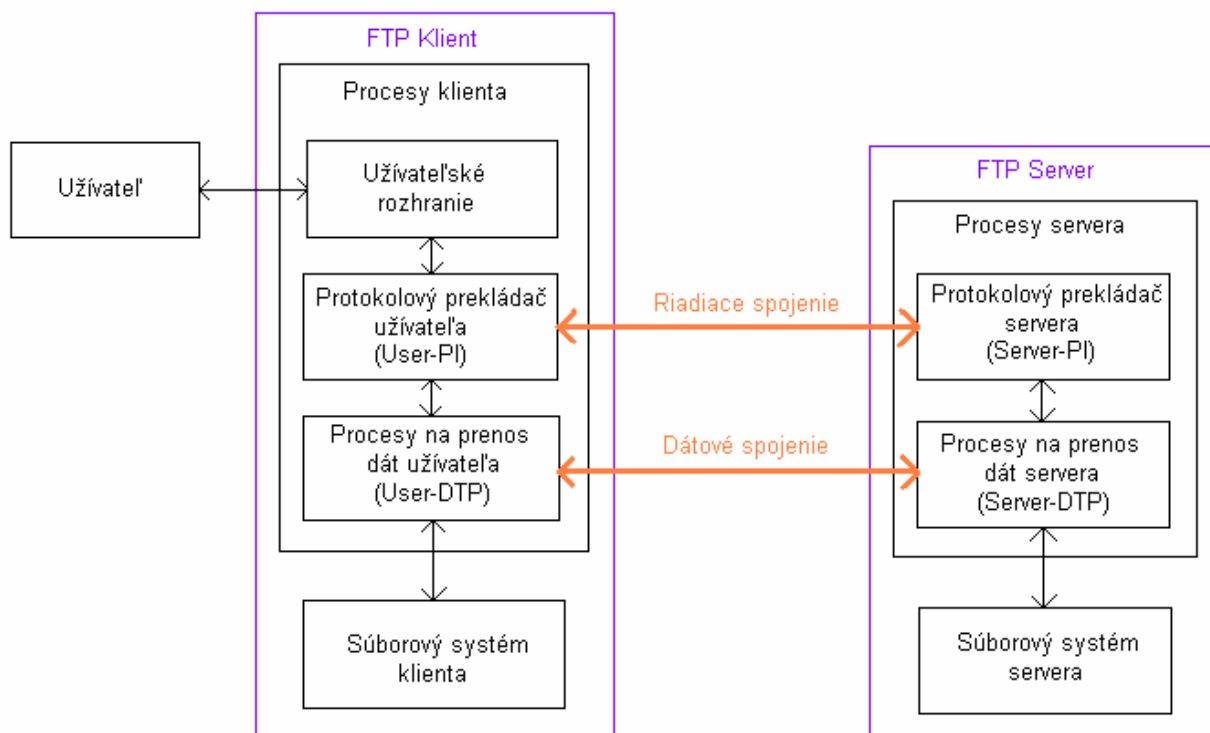 FTP Klient
Procesy klienta
Užívateľ
Užívateľské
rozhranie
Protokolový prekládač
užívateľa
(User-PI)
Procesy na prenos
dát užívateľa
(User-DTP)
Súborový systém
klienta
Riadiace spojenie
Dátové spojenie
FTP Server
Procesy servera
Protokolový prekládač
servera
(Server-PI)
Procesy na prenos
dát servera
(Server-DTP)
Súborový systém
servera